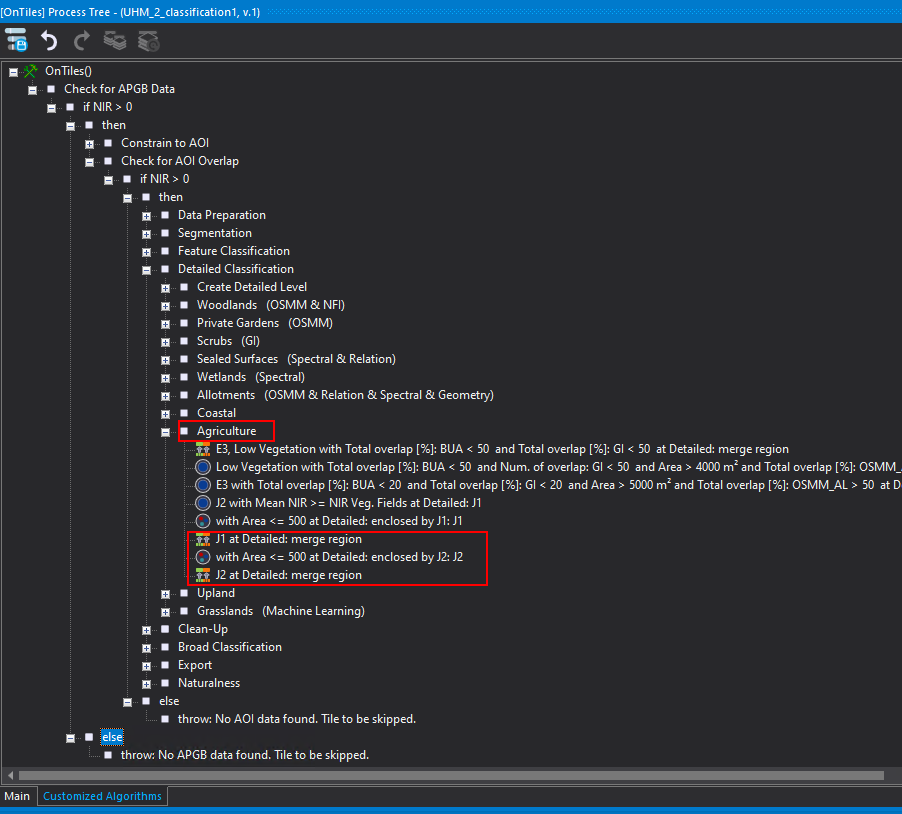 [OnTiles] Process Tree - (UHM_2_classification1, v.1)
OnTiles()
Check for APGB Data
if NIR > 0
then
Constrain to AOI
Check for AOI Overlap
if NIR > 0
then
Data Preparation
Segmentation
Feature Classification
Detailed Classification
Create Detailed Level
Woodlands (OSMM & NFI)
Private Gardens (OSMM)
Scrubs (GI)
Sealed Surfaces (Spectral & Relation)
Wetlands (Spectral)
Allotments (OSMM & Relation & Spectral & Geometry)
Coastal
Agriculture
E3, Low Vegetation with Total overlap [%]: BUA < 50 and Total overlap [%]: GI < 50 at Detailed: merge region
Low Vegetation with Total overlap [%]: BUA < 50 and Num. of overlap: GI < 50 and Area > 4000 m² and Total overlap [%]: OSMM_
E3 with Total overlap [%]: BUA < 20 and Total overlap [%]: GI < 20 and Area > 5000 m² and Total overlap [%]: OSMM_AL > 50 at D
J2 with Mean NIR >= NIR Veg. Fields at Detailed: J1
with Area <= 500 at Detailed: enclosed by J1: J1
J1 at Detailed: merge region
with Area <= 500 at Detailed: enclosed by J2: J2
J2 at Detailed: merge region
Upland
Grasslands (Machine Learning)
Clean-Up
Broad Classification
Export
Naturalness
else
throw: No AOI data found. Tile to be skipped.
else
throw: No APGB data found. Tile to be skipped.
Main Customized Algorithms